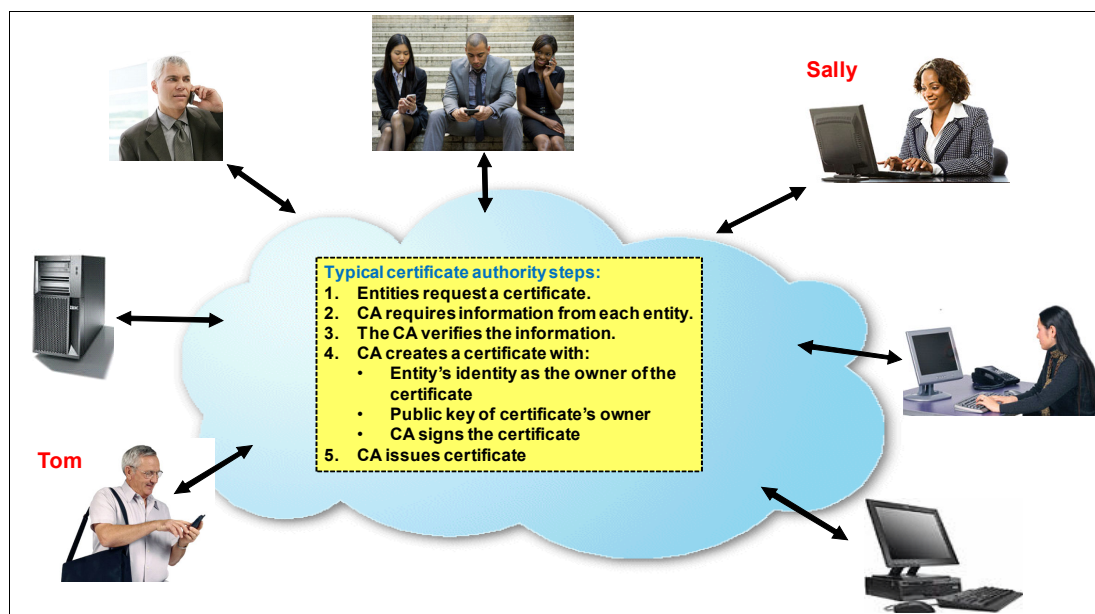 Sally
Typical certificate authority steps:
1. Entities request a certificate.
2. CA requires information from each entity.
3. The CA verifies the information.
4. CA creates a certificate with:
• Entity's identity as the owner of the
certificate
• Public key of certificate's owner
• CA signs the certificate
5. CA issues certificate
Tom